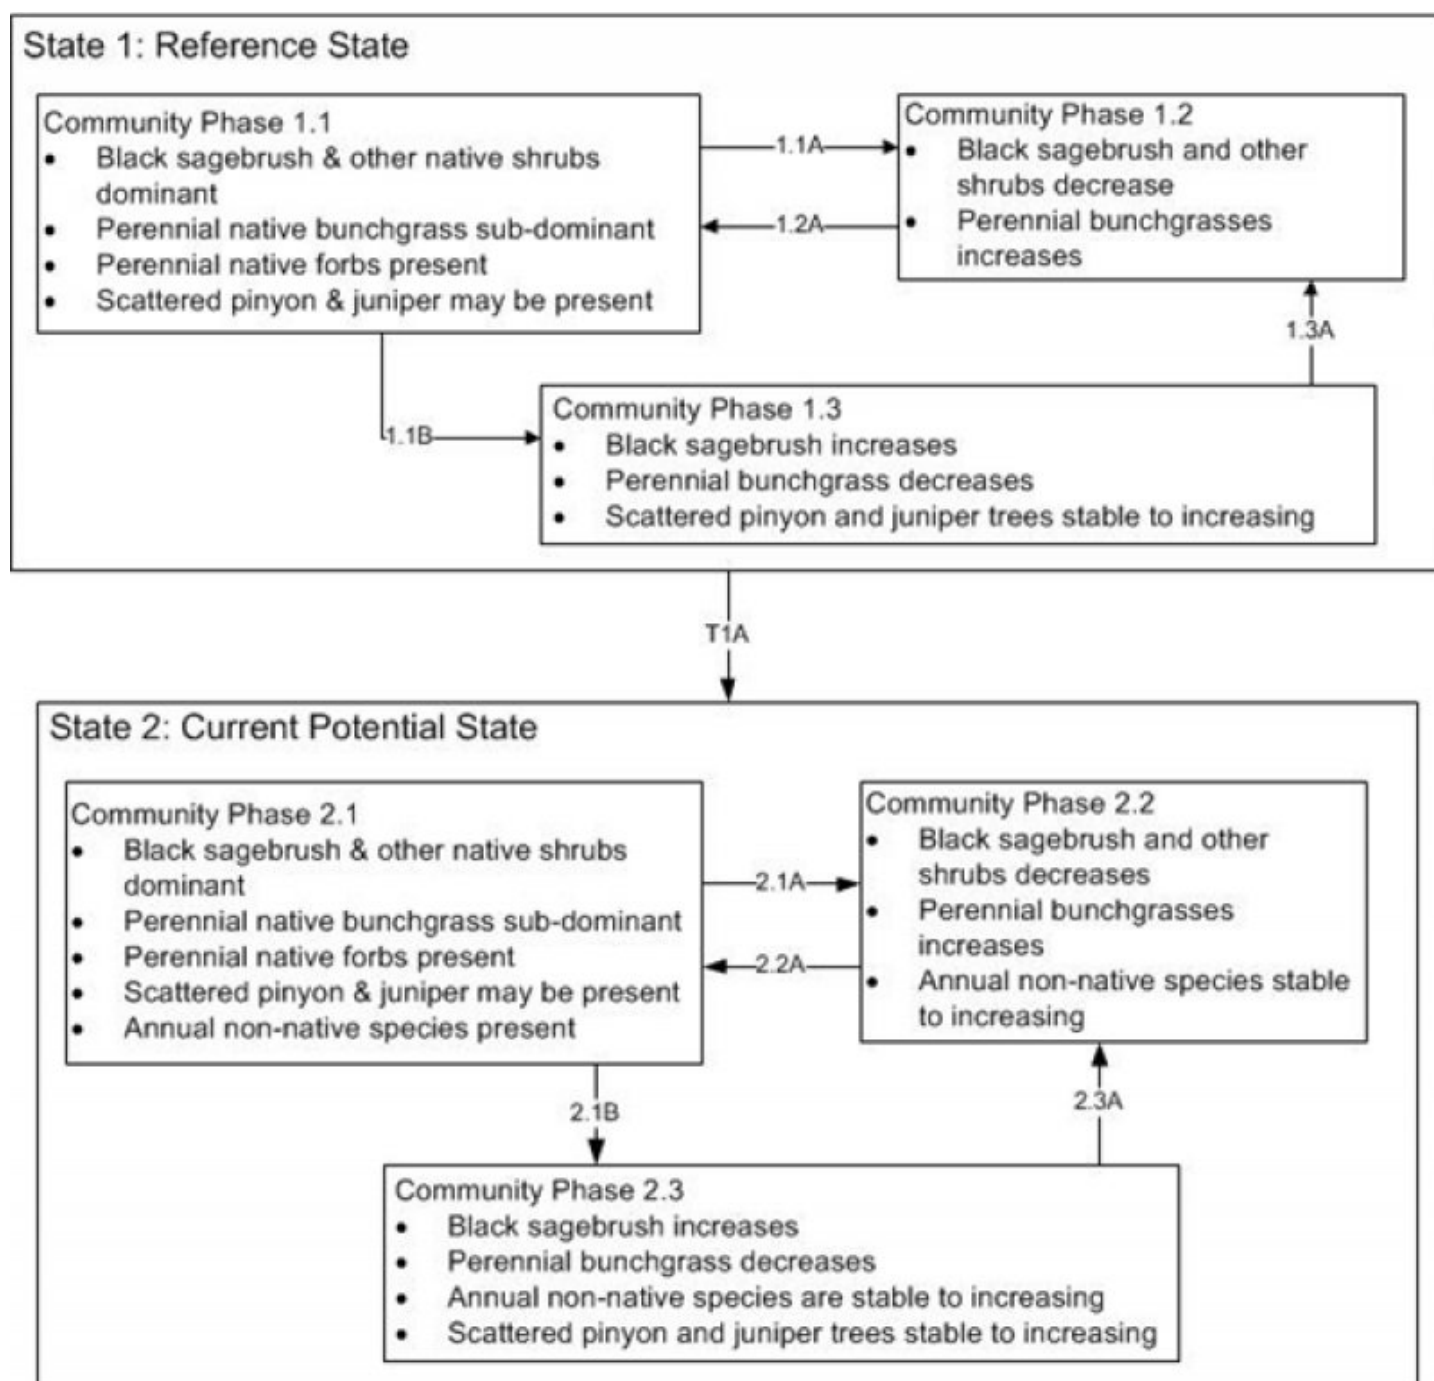 State 1: Reference State
Community Phase 1.1
• Black sagebrush & other native shrubs
dominant
• Perennial native bunchgrass sub-dominant
• Perennial native forbs present
• Scattered pinyon & juniper may be present
1.1A
1.2A
Community Phase 1.2
• Black sagebrush and other
shrubs decrease
• Perennial bunchgrasses
increases
1.3A
1.1B
Community Phase 1.3
• Black sagebrush increases
• Perennial bunchgrass decreases
• Scattered pinyon and juniper trees stable to increasing
T1A
State 2: Current Potential State
Community Phase 2.1
• Black sagebrush & other native shrubs
dominant
• Perennial native bunchgrass sub-dominant
• Perennial native forbs present
• Scattered pinyon & juniper may be present
• Annual non-native species present
2.1A
2.2A
Community Phase 2.2
• Black sagebrush and other
shrubs decreases
• Perennial bunchgrasses
increases
• Annual non-native species stable
to increasing
2.1B
2.3A
Community Phase 2.3
• Black sagebrush increases
• Perennial bunchgrass decreases
• Annual non-native species are stable to increasing
• Scattered pinyon and juniper trees stable to increasing